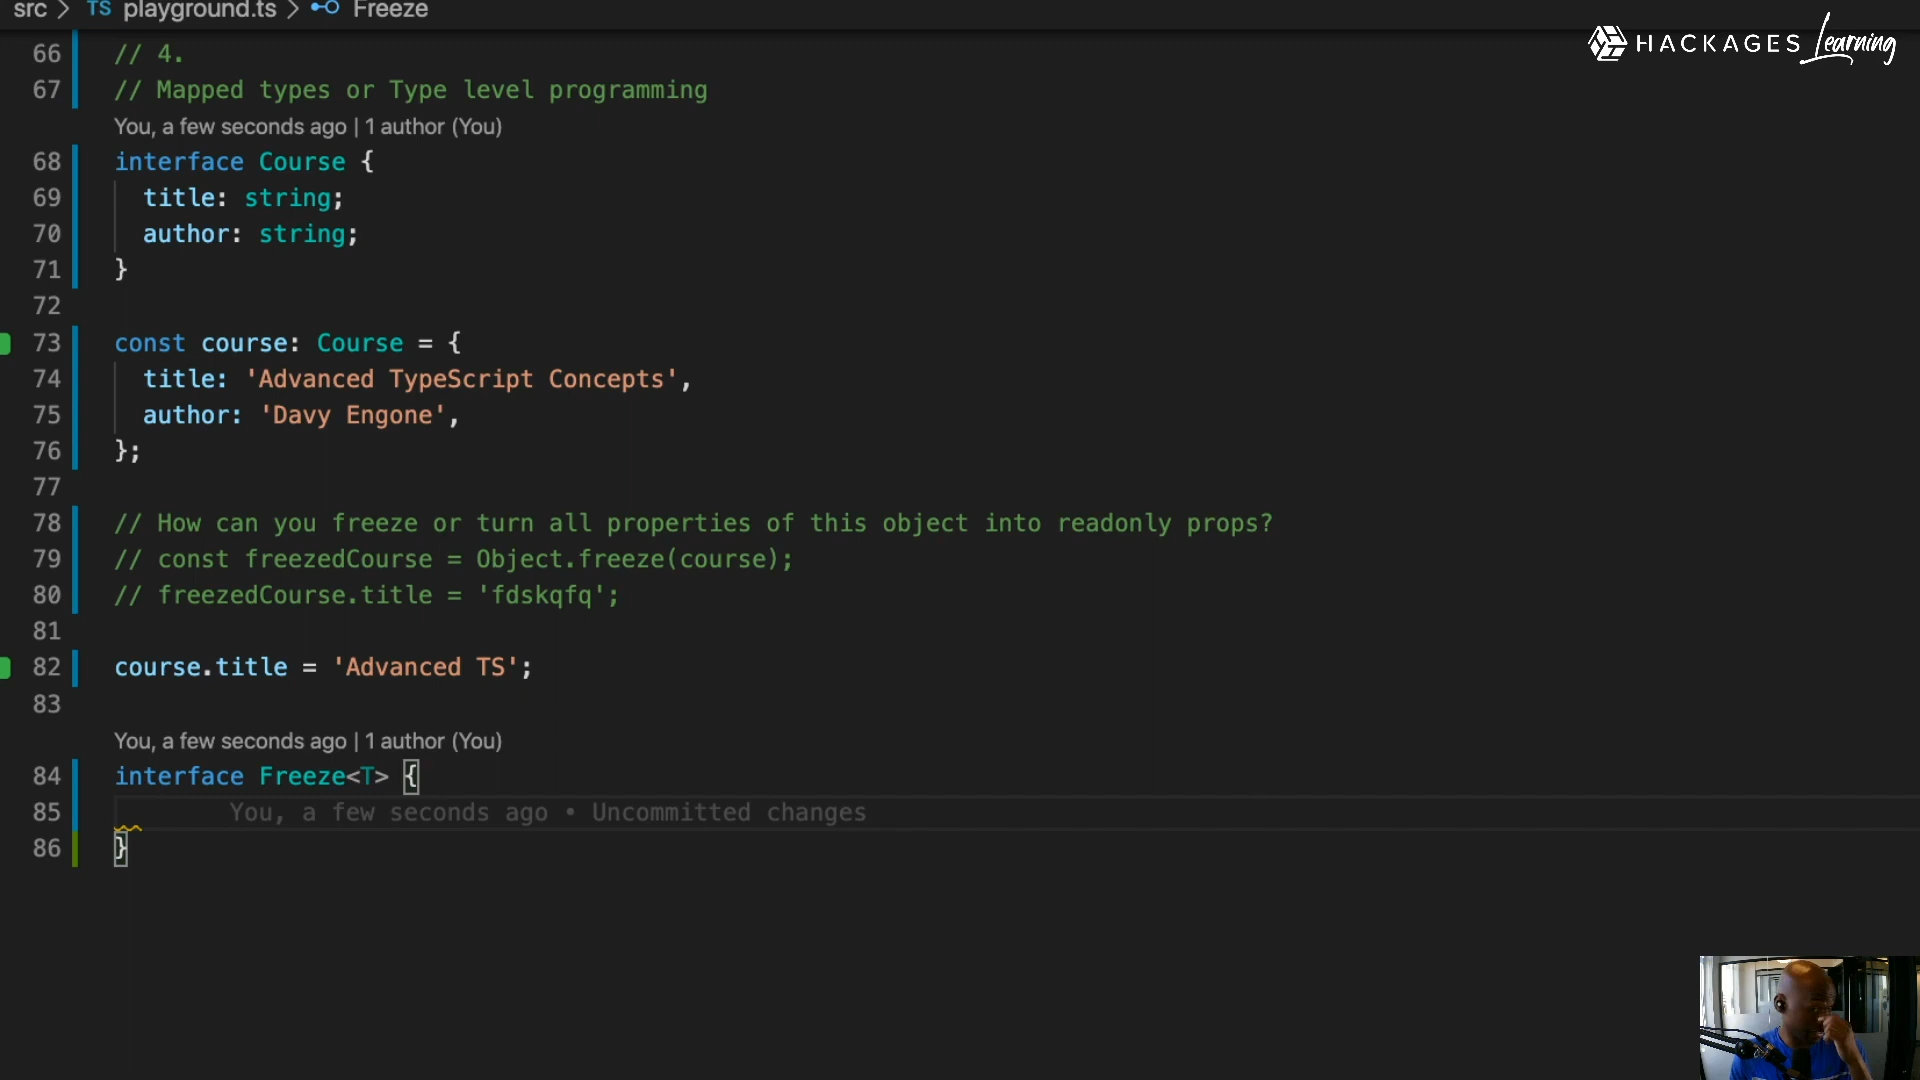 src > TS playground.ts > Freeze
HACKAGES Learning
66 // 4.
67 // Mapped types or Type level programming
You, a few seconds ago | 1 author (You)
68 interface Course {
69 title: string;
70 author: string;
71 }
72
73 const course: Course = {
74 title: 'Advanced TypeScript Concepts',
75 author: 'Davy Engone',
76 };
77
78 // How can you freeze or turn all properties of this object into readonly props?
79 // const freezedCourse = Object.freeze(course);
80 // freezedCourse.title = 'fdskqfq';
81
82 course.title = 'Advanced TS';
83
You, a few seconds ago | 1 author (You)
84 interface Freeze<T> {
85 You, a few seconds ago • Uncommitted changes
86 }